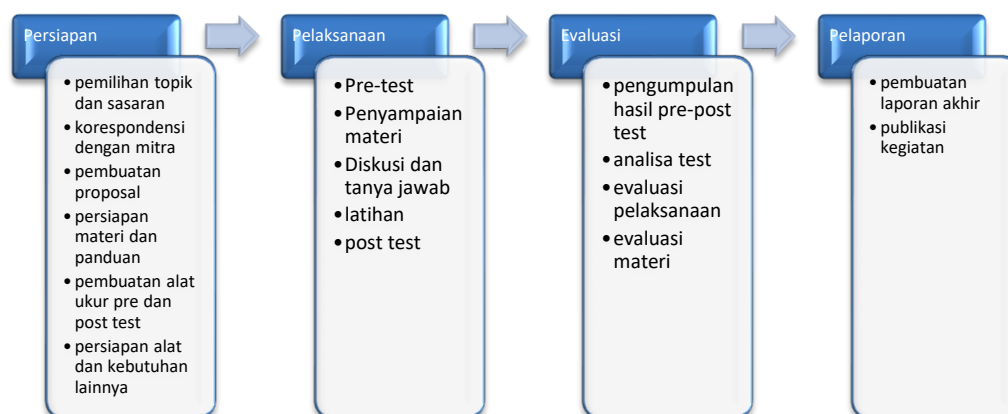 Persiapan
• pemilihan topik
dan sasaran
• korespondensi
dengan mitra
• pembuatan
proposal
• persiapan
materi dan
panduan
• pembuatan alat
ukur pre dan
post test
• persiapan alat
dan kebutuhan
lainnya
Pelaksanaan
• Pre-test
• Penyampaian
materi
• Diskusi dan
tanya jawab
• latihan
• post test
Evaluasi
• pengumpulan
hasil pre-post
test
• analisa test
• evaluasi
pelaksanaan
• evaluasi
materi
Pelaporan
• pembuatan
laporan akhir
• publikasi
kegiatan